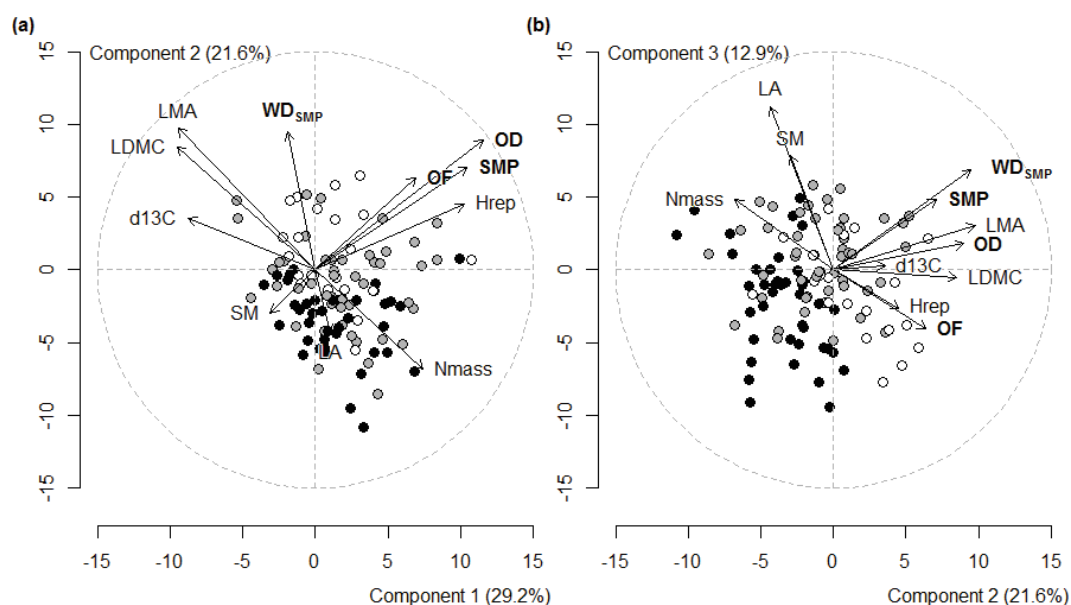 (a)
Component 2 (21.6%)
15
10
5
0
-5
-10
-15
LMA
LDMC
d13C
WDSMP
OD
OF
SMP
Hrep
SM
LA
Nmass
-15 -10 -5 0 5 10 15
Component 1 (29.2%)
(b)
Component 3 (12.9%)
15
10
5
0
-5
-10
-15
LA
SM
Nmass
WDSMP
SMP
LMA
OD
d13C
LDMC
Hrep
OF
-15 -10 -5 0 5 10 15
Component 2 (21.6%)